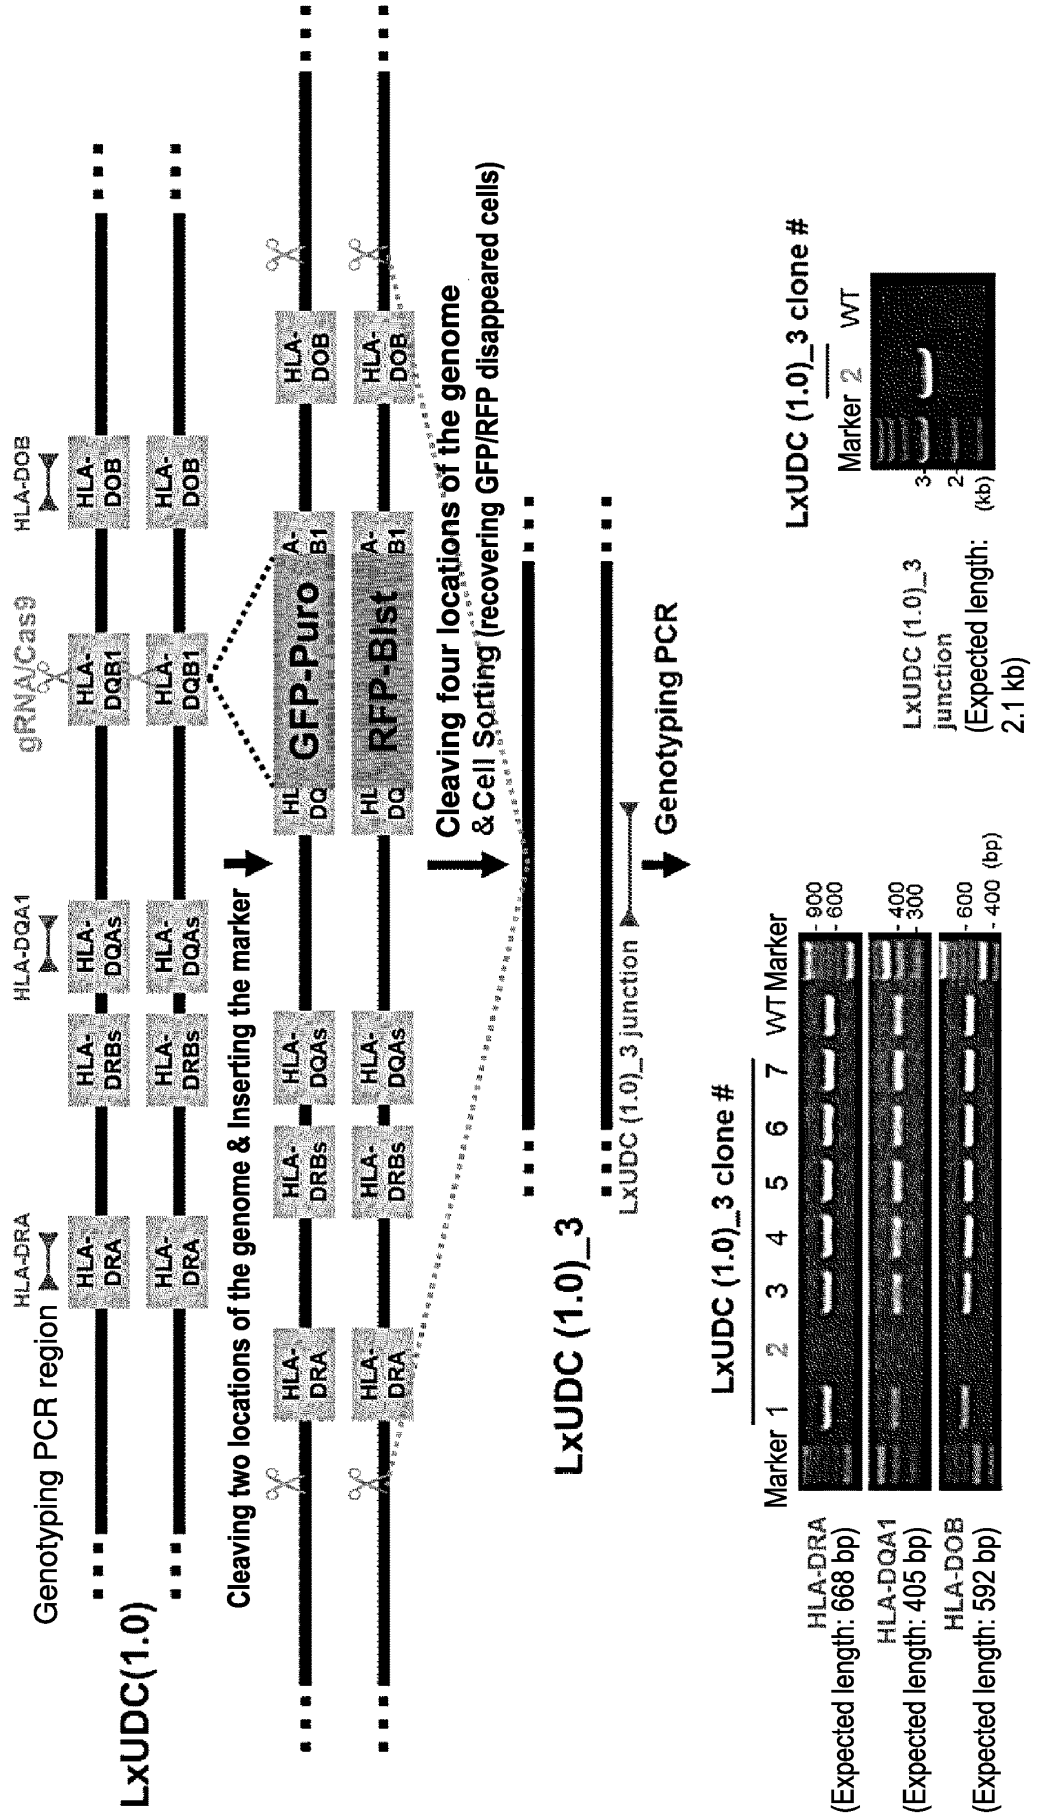 Genotyping PCR region
HLA-DRA
HLA-DQA1
gRNA/Cas9
HLA-DOB
LxUDC(1.0)
HLA-
DRA
HLA-
DRBs
HLA-
DQAs
HLA-
DQB1
HLA-
DOB
HLA-
DRA
HLA-
DRBs
HLA-
DQAs
HLA-
DQB1
HLA-
DOB
Cleaving two locations of the genome & Inserting the marker
HLA-
DRA
HLA-
DRBs
HLA-
DQAs
HL
DQ
GFP-Puro
A-
B1
HLA-
DOB
HLA-
DRA
HLA-
DRBs
HLA-
DQAs
HL
DQ
RFP-Blst
A-
B1
HLA-
DOB
Cleaving four locations of the genome
& Cell Sorting (recovering GFP/RFP disappeared cells)
LxUDC (1.0)_3
LxUDC (1.0)_3 junction
Genotyping PCR
LxUDC (1.0)_3 clone #
Marker 1 2 3 4 5 6 7 WT Marker
HLA-DRA
(Expected length: 668 bp)
- 900
- 600
HLA-DQA1
(Expected length: 405 bp)
- 400
- 300
HLA-DOB
(Expected length: 592 bp)
- 600
- 400 (bp)
LxUDC (1.0)_3 clone #
Marker 2 WT
LxUDC (1.0)_3
junction
(Expected length:
2.1 kb)
3-
2-
(kb)